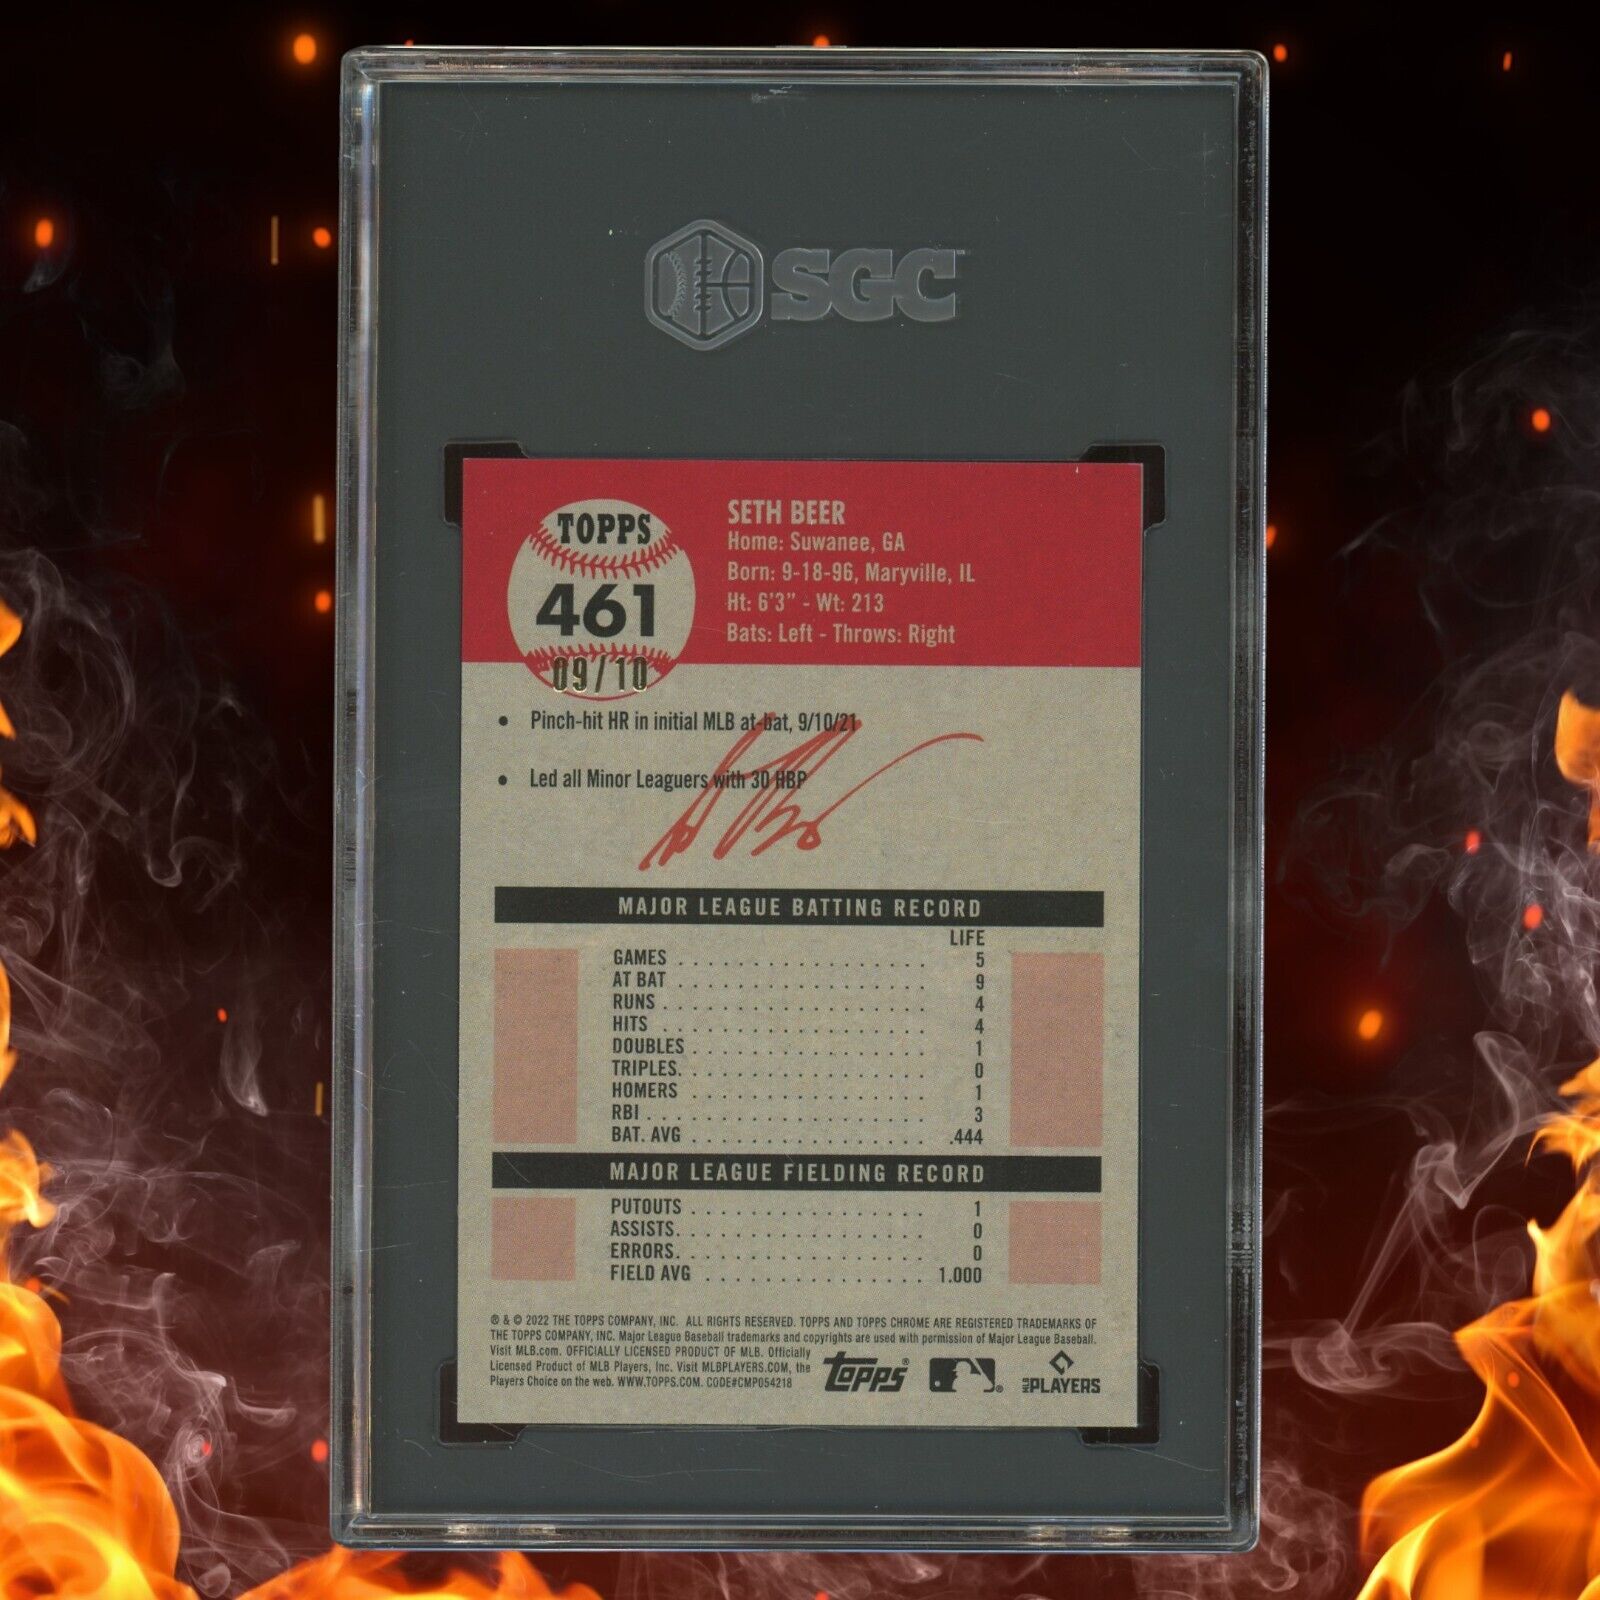 SGC
TOPPS
461
09/10
SETH BEER
Home: Suwanee, GA
Born: 9-18-96, Maryville, IL
Ht: 6'3" - Wt: 213
Bats: Left - Throws: Right
• Pinch-hit HR in initial MLB at-bat, 9/10/21
• Led all Minor Leaguers with 30 HBP
MAJOR LEAGUE BATTING RECORD
LIFE
GAMES 5
AT BAT 9
RUNS 4
HITS 4
DOUBLES 1
TRIPLES 0
HOMERS 1
RBI 3
BAT. AVG .444
MAJOR LEAGUE FIELDING RECORD
PUTOUTS 1
ASSISTS 0
ERRORS 0
FIELD AVG 1.000
® & © 2022 THE TOPPS COMPANY, INC. ALL RIGHTS RESERVED. TOPPS AND TOPPS CHROME ARE REGISTERED TRADEMARKS OF
THE TOPPS COMPANY, INC. Major League Baseball trademarks and copyrights are used with permission of Major League Baseball.
Visit MLB.com. OFFICIALLY LICENSED PRODUCT OF MLB. Officially
Licensed Product of MLB Players, Inc. Visit MLBPLAYERS.COM, the
Players Choice on the web. WWW.TOPPS.COM. CODE#CMP054218
topps®
MLB PLAYERS